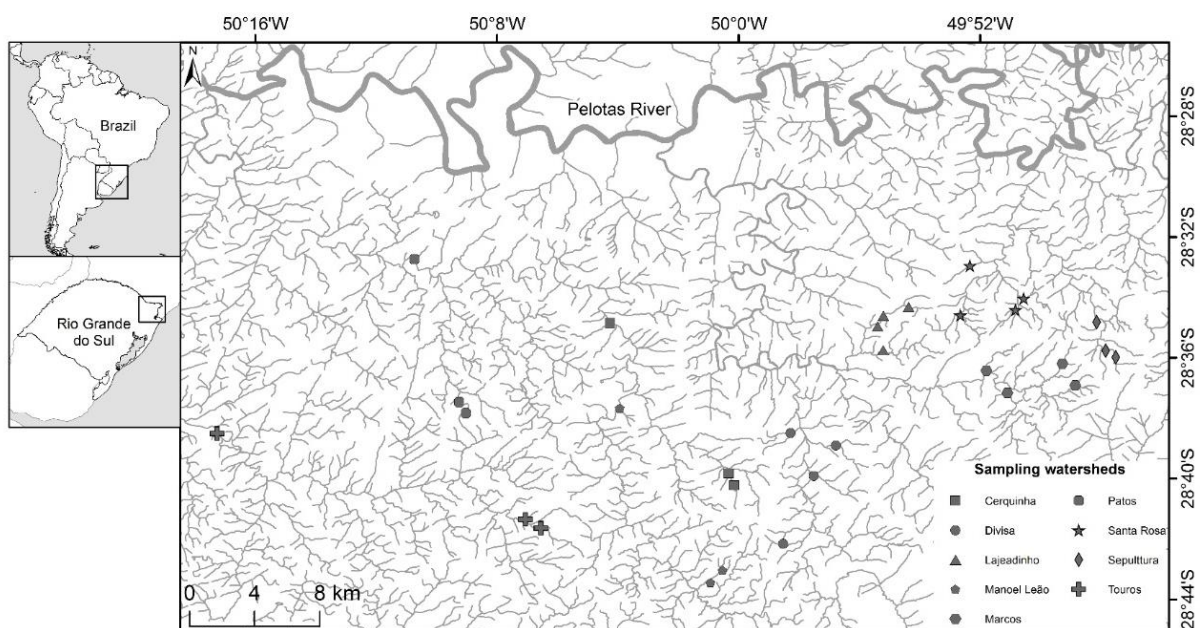 50°16'W 50°8'W 50°0'W 49°52'W
N
Brazil
Pelotas River
28°28'S
28°32'S
Rio Grande
do Sul
28°36'S
28°40'S
Sampling watersheds
Cerquinha Patos
Divisa Santa Rosa
Lajeadinho Sepulttura
Manoel Leão Touros
Marcos
0 4 8 km
28°44'S